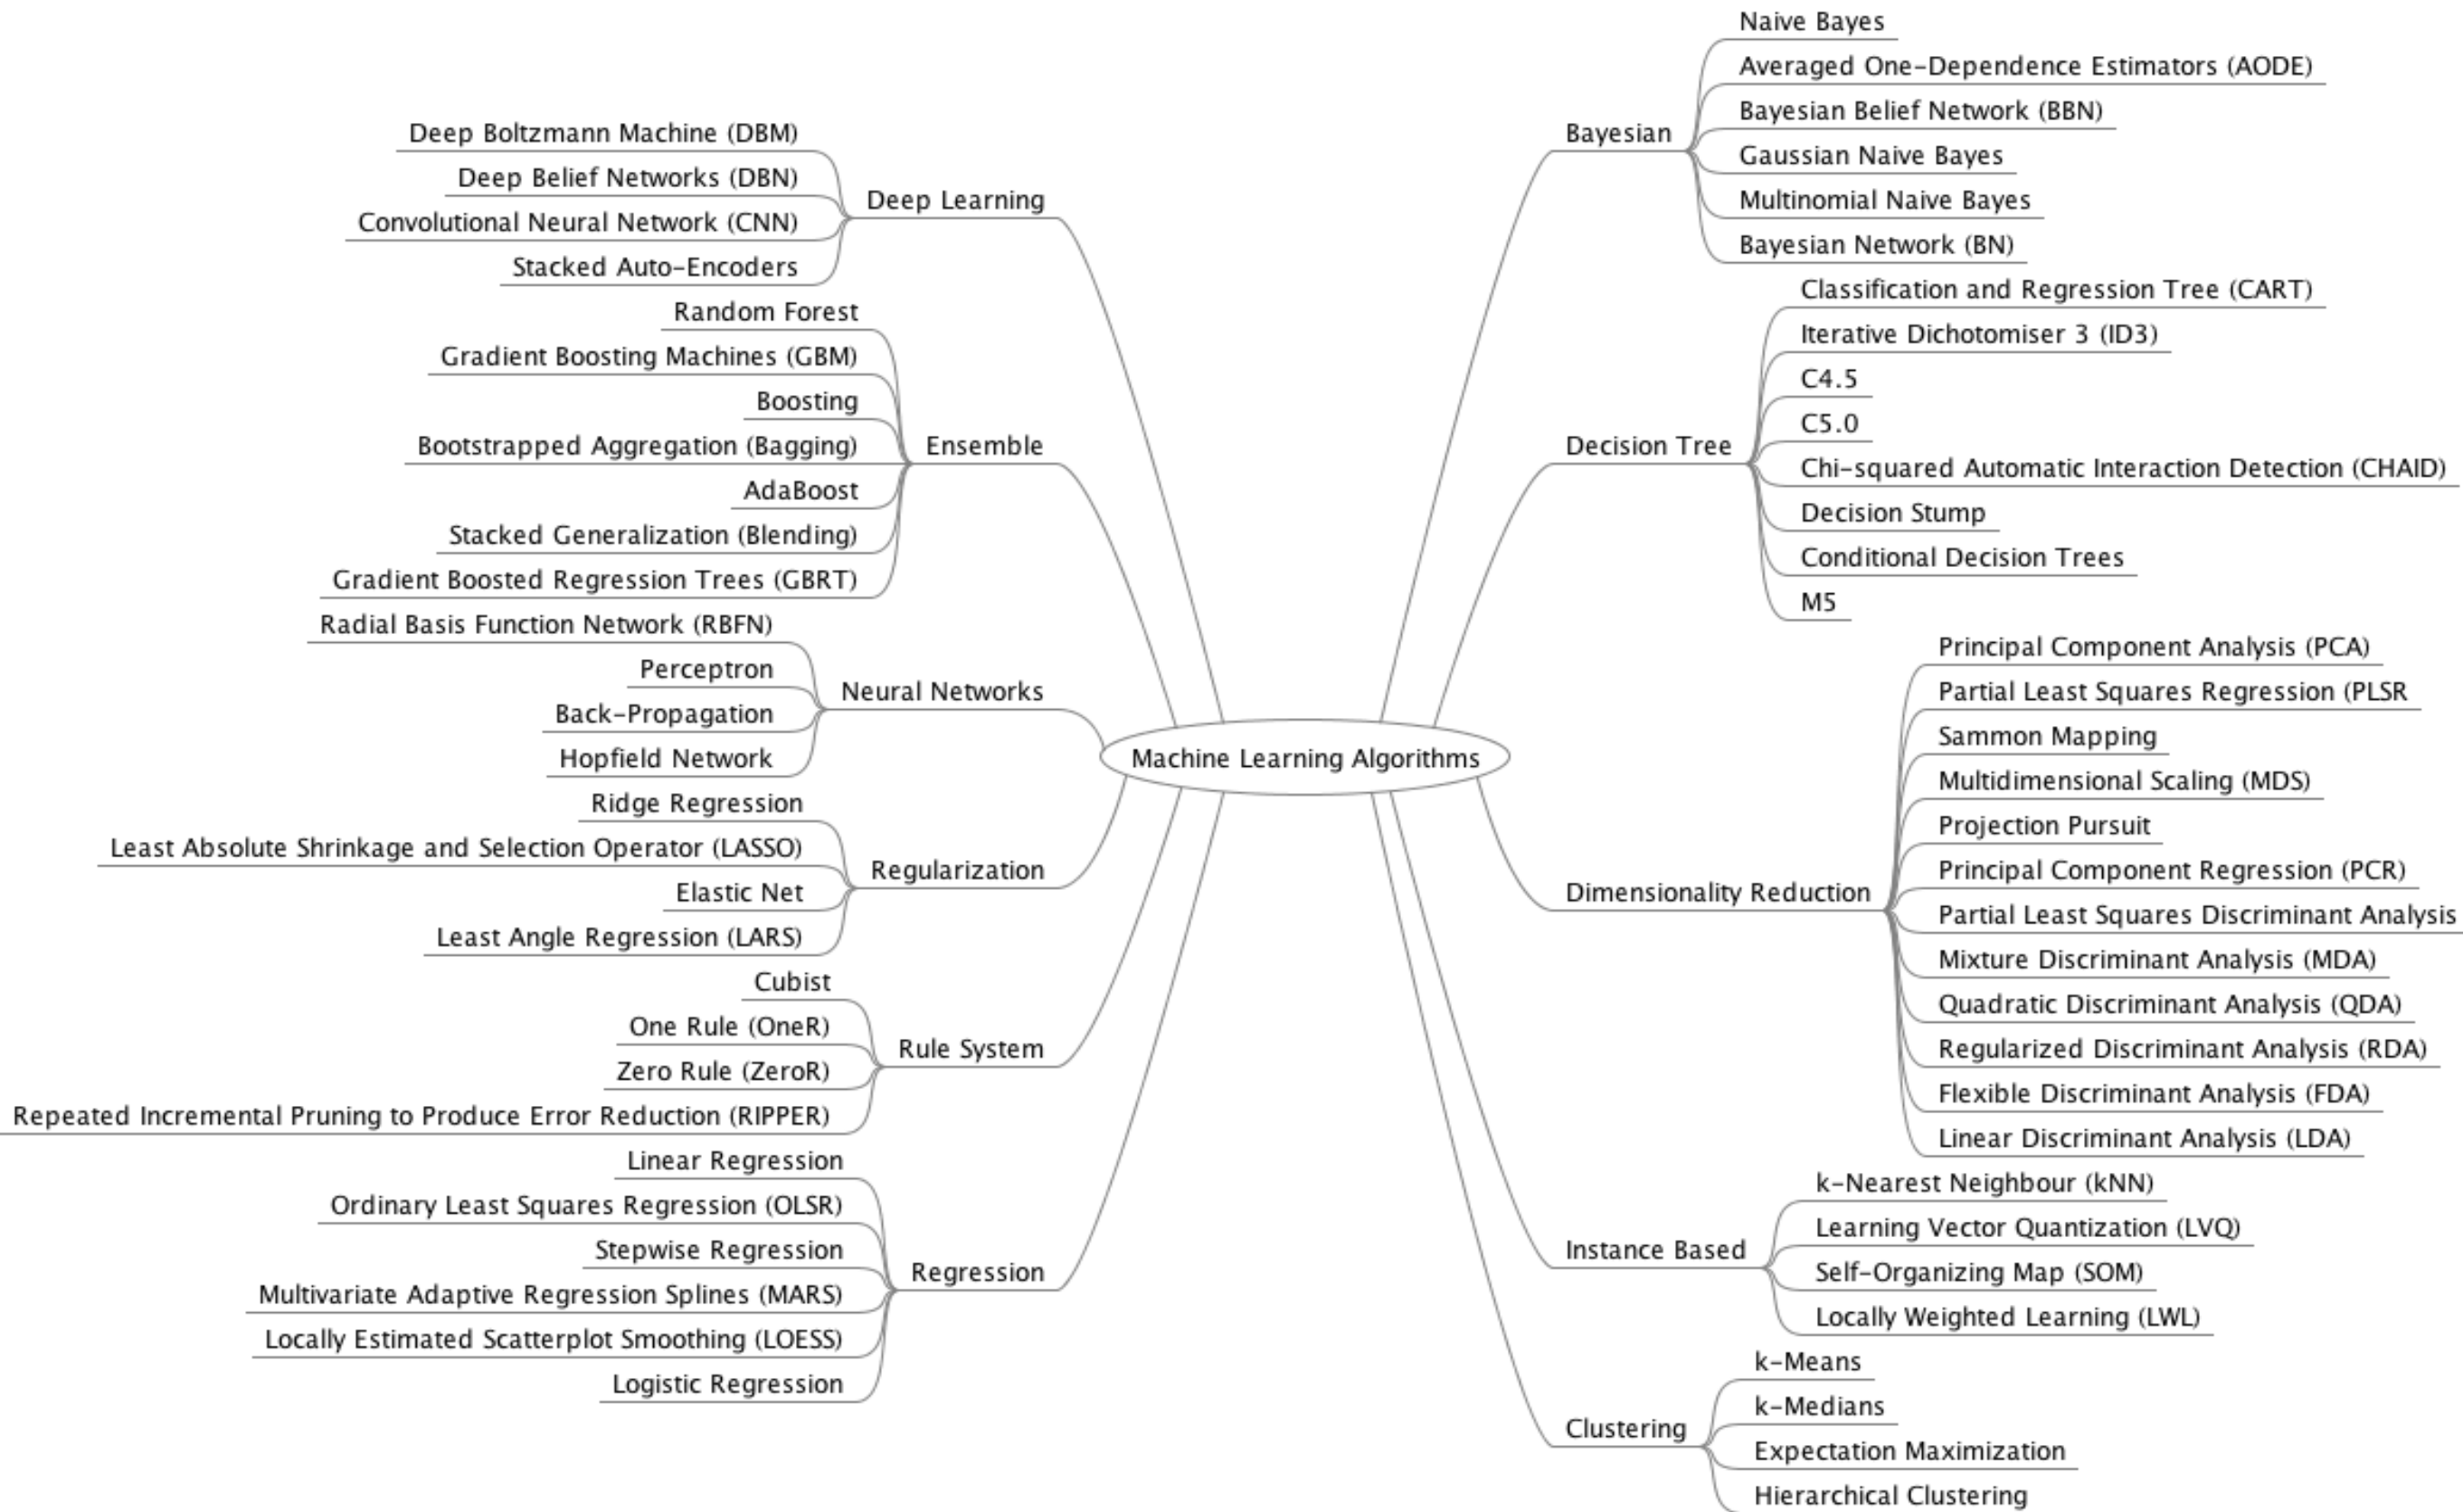 Machine Learning Algorithms
Deep Learning
Deep Boltzmann Machine (DBM)
Deep Belief Networks (DBN)
Convolutional Neural Network (CNN)
Stacked Auto-Encoders
Ensemble
Random Forest
Gradient Boosting Machines (GBM)
Boosting
Bootstrapped Aggregation (Bagging)
AdaBoost
Stacked Generalization (Blending)
Gradient Boosted Regression Trees (GBRT)
Neural Networks
Radial Basis Function Network (RBFN)
Perceptron
Back-Propagation
Hopfield Network
Regularization
Ridge Regression
Least Absolute Shrinkage and Selection Operator (LASSO)
Elastic Net
Least Angle Regression (LARS)
Rule System
Cubist
One Rule (OneR)
Zero Rule (ZeroR)
Repeated Incremental Pruning to Produce Error Reduction (RIPPER)
Regression
Linear Regression
Ordinary Least Squares Regression (OLSR)
Stepwise Regression
Multivariate Adaptive Regression Splines (MARS)
Locally Estimated Scatterplot Smoothing (LOESS)
Logistic Regression
Bayesian
Naive Bayes
Averaged One-Dependence Estimators (AODE)
Bayesian Belief Network (BBN)
Gaussian Naive Bayes
Multinomial Naive Bayes
Bayesian Network (BN)
Decision Tree
Classification and Regression Tree (CART)
Iterative Dichotomiser 3 (ID3)
C4.5
C5.0
Chi-squared Automatic Interaction Detection (CHAID)
Decision Stump
Conditional Decision Trees
M5
Dimensionality Reduction
Principal Component Analysis (PCA)
Partial Least Squares Regression (PLSR
Sammon Mapping
Multidimensional Scaling (MDS)
Projection Pursuit
Principal Component Regression (PCR)
Partial Least Squares Discriminant Analysis
Mixture Discriminant Analysis (MDA)
Quadratic Discriminant Analysis (QDA)
Regularized Discriminant Analysis (RDA)
Flexible Discriminant Analysis (FDA)
Linear Discriminant Analysis (LDA)
Instance Based
k-Nearest Neighbour (kNN)
Learning Vector Quantization (LVQ)
Self-Organizing Map (SOM)
Locally Weighted Learning (LWL)
Clustering
k-Means
k-Medians
Expectation Maximization
Hierarchical Clustering